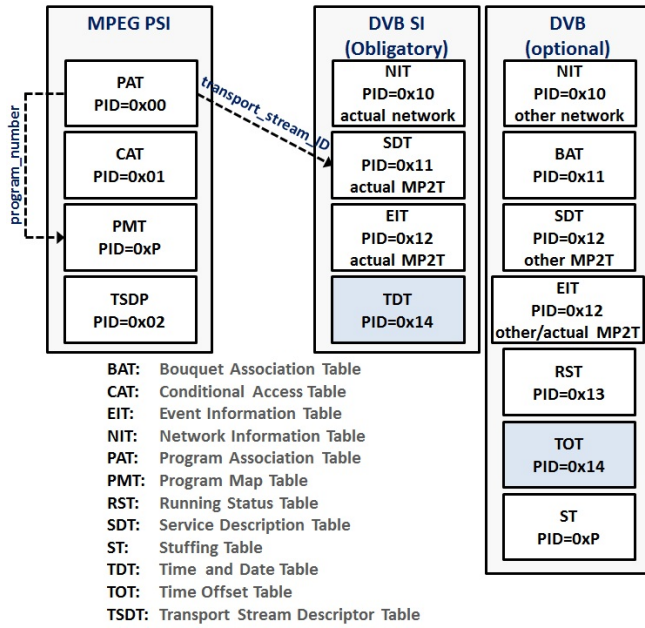 MPEG PSI
PAT
PID=0x00
CAT
PID=0x01
PMT
PID=0xP
TSDP
PID=0x02
program_number
transport_stream_ID
DVB SI
(Obligatory)
NIT
PID=0x10
actual network
SDT
PID=0x11
actual MP2T
EIT
PID=0x12
actual MP2T
TDT
PID=0x14
DVB
(optional)
NIT
PID=0x10
other network
BAT
PID=0x11
SDT
PID=0x12
other MP2T
EIT
PID=0x12
other/actual MP2T
RST
PID=0x13
TOT
PID=0x14
ST
PID=0xP
BAT: Bouquet Association Table
CAT: Conditional Access Table
EIT: Event Information Table
NIT: Network Information Table
PAT: Program Association Table
PMT: Program Map Table
RST: Running Status Table
SDT: Service Description Table
ST: Stuffing Table
TDT: Time and Date Table
TOT: Time Offset Table
TSDT: Transport Stream Descriptor Table